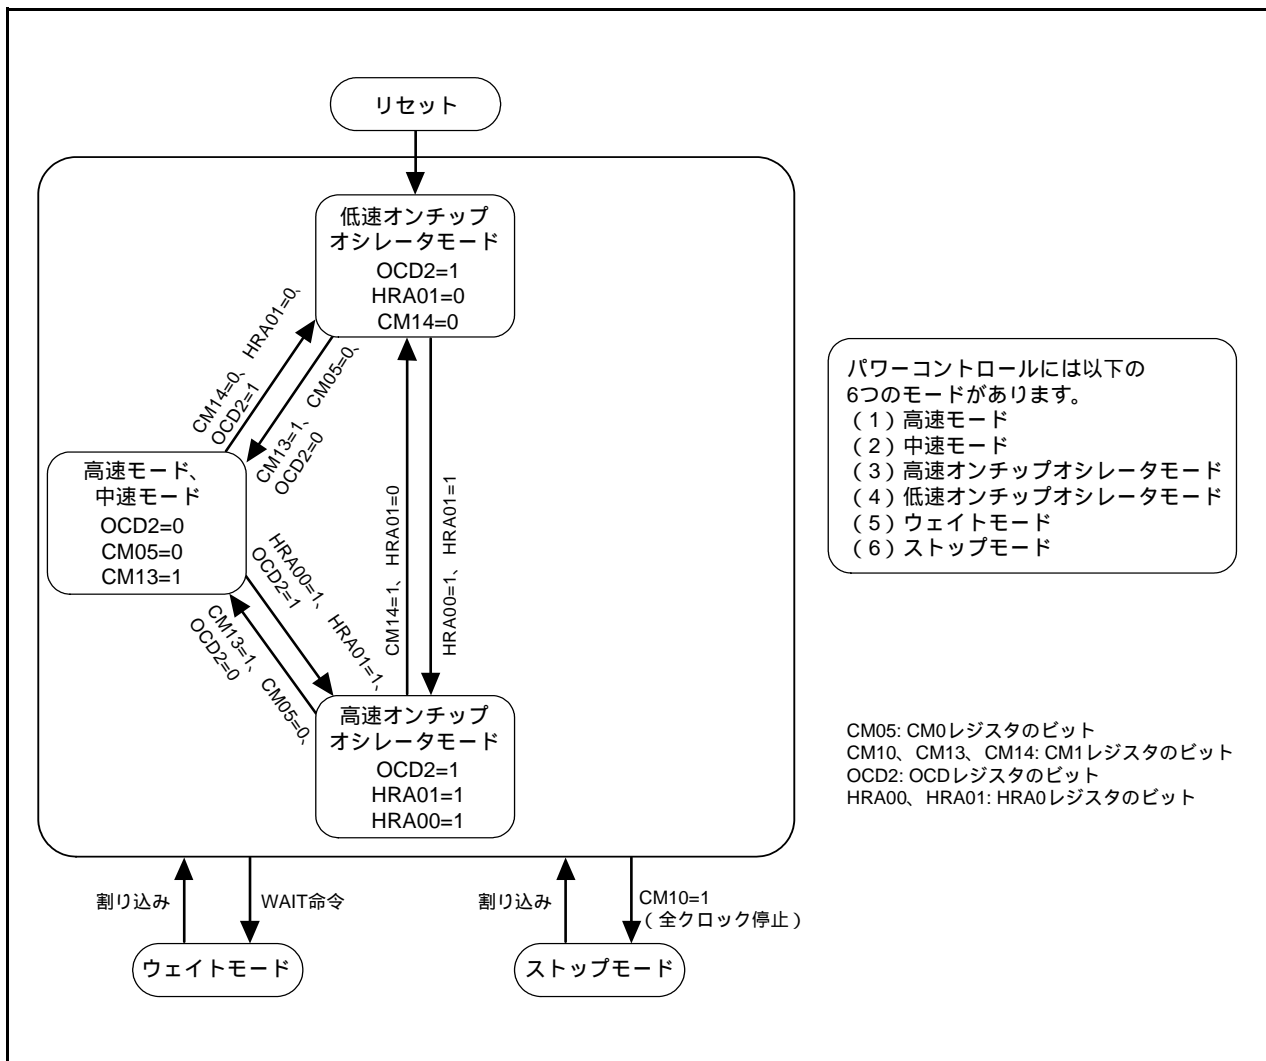 リセット
低速オンチップ
オシレータモード
OCD2=1
HRA01=0
CM14=0
CM14=0、HRA01=0、
OCD2=1
CM13=1、CM05=0、
OCD2=0
高速モード、
中速モード
OCD2=0
CM05=0
CM13=1
HRA00=1、HRA01=1、
OCD2=1
CM13=1、CM05=0、
OCD2=0
CM14=1、HRA01=0
HRA00=1、HRA01=1
高速オンチップ
オシレータモード
OCD2=1
HRA01=1
HRA00=1
割り込み
WAIT命令
割り込み
CM10=1
（全クロック停止）
ウェイトモード
ストップモード
パワーコントロールには以下の
6つのモードがあります。
（1）高速モード
（2）中速モード
（3）高速オンチップオシレータモード
（4）低速オンチップオシレータモード
（5）ウェイトモード
（6）ストップモード
CM05: CM0レジスタのビット
CM10、CM13、CM14: CM1レジスタのビット
OCD2: OCDレジスタのビット
HRA00、HRA01: HRA0レジスタのビット